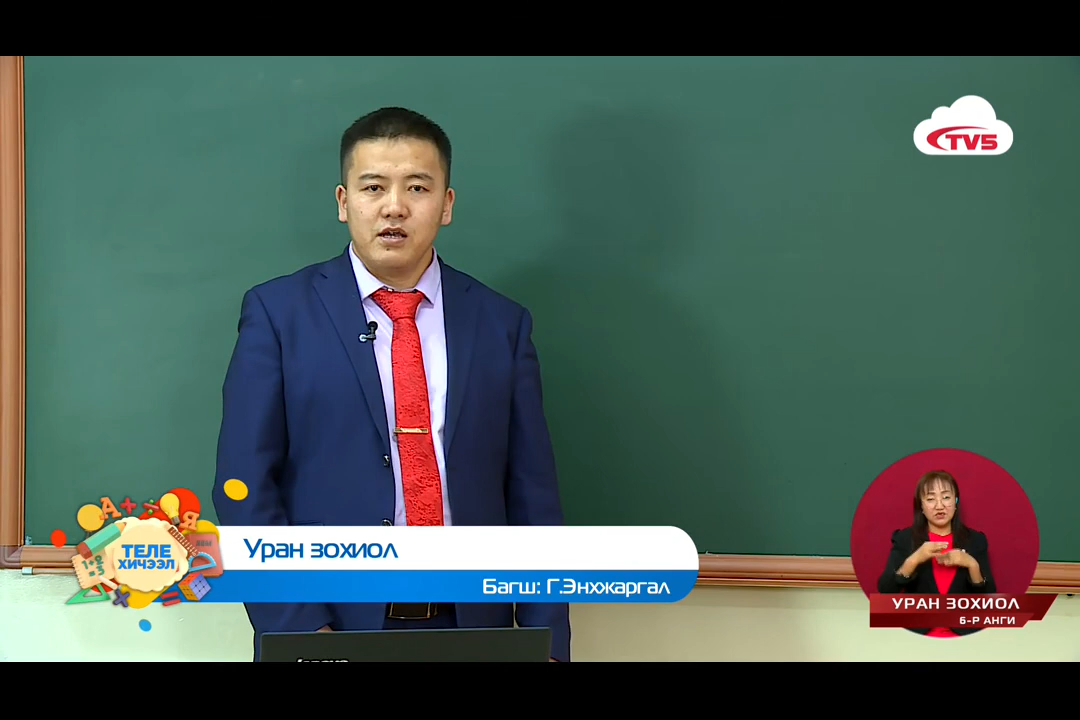 TV5
ТЕЛЕ
ХИЧЭЭЛ
Уран зохиол
Багш: Г.Энхжаргал
УРАН ЗОХИОЛ
6-Р АНГИ